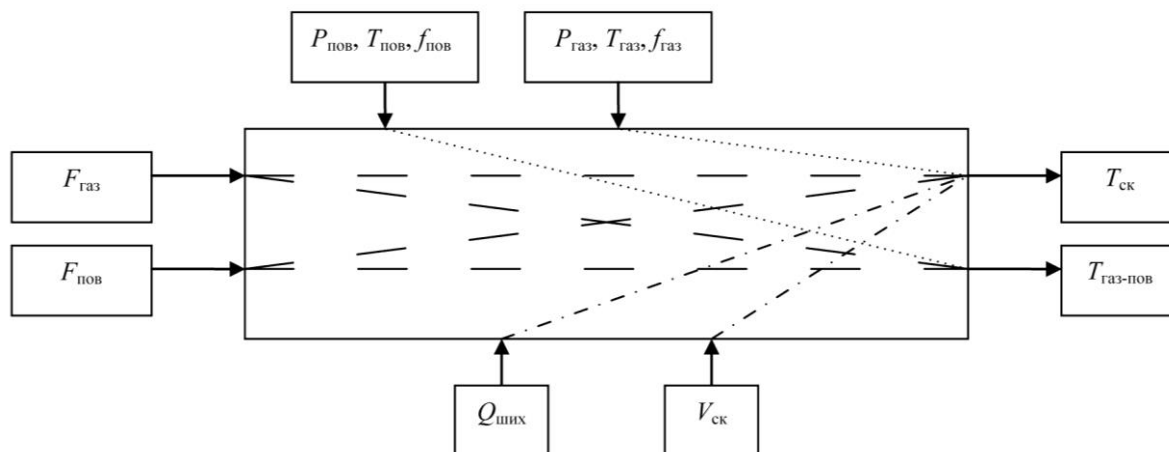 Pпов, Tпов, fпов
Pгаз, Tгаз, fгаз
Fгаз
Tск
Fпов
Tгаз-пов
Qших
Vск